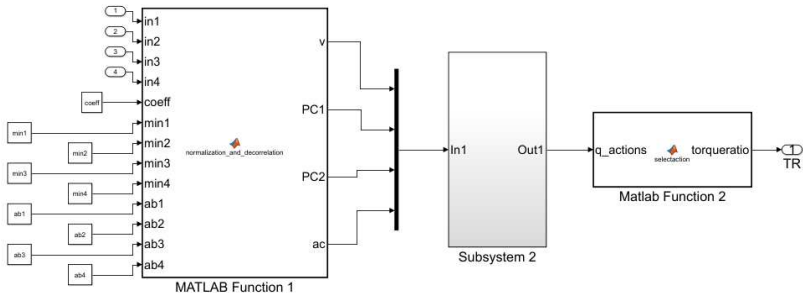 1
in1
2
in2
3
in3
4
in4
coeff
coeff
min1
min1
min2
min2
min3
min3
min4
min4
ab1
ab1
ab2
ab2
ab3
ab3
ab4
ab4
normalization_and_decorrelation
v
PC1
PC2
ac
MATLAB Function 1
In1
Out1
Subsystem 2
q_actions
selectaction
torqueratio
Matlab Function 2
1
TR